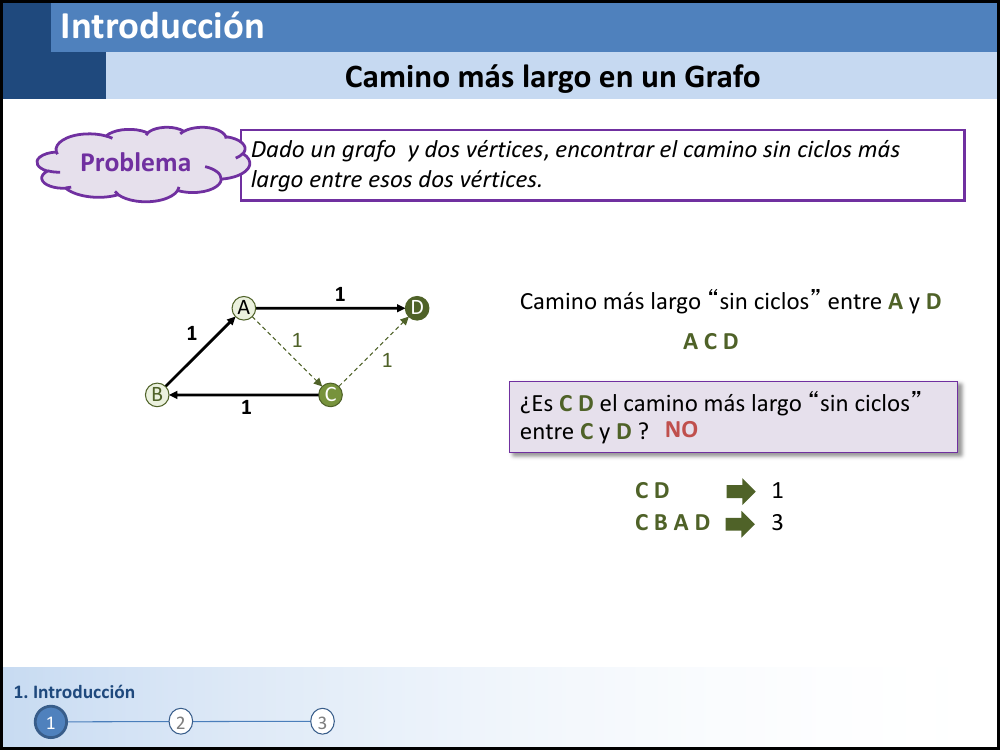 Introducción
Camino más largo en un Grafo
Problema
Dado un grafo y dos vértices, encontrar el camino sin ciclos más
largo entre esos dos vértices.
A
1
D
1
1
1
B
C
1
Camino más largo “sin ciclos” entre A y D
A C D
¿Es C D el camino más largo “sin ciclos”
entre C y D ? NO
C D 1
C B A D 3
1. Introducción
1 2 3